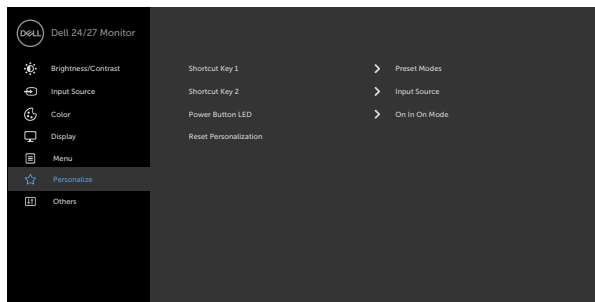 DELL Dell 24/27 Monitor
Brightness/Contrast Shortcut Key 1 Preset Modes
Input Source Shortcut Key 2 Input Source
Color Power Button LED On In On Mode
Display Reset Personalization
Menu
Personalize
Others